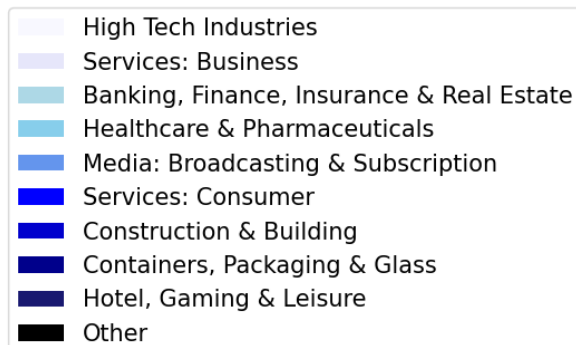 High Tech Industries
Services: Business
Banking, Finance, Insurance & Real Estate
Healthcare & Pharmaceuticals
Media: Broadcasting & Subscription
Services: Consumer
Construction & Building
Containers, Packaging & Glass
Hotel, Gaming & Leisure
Other